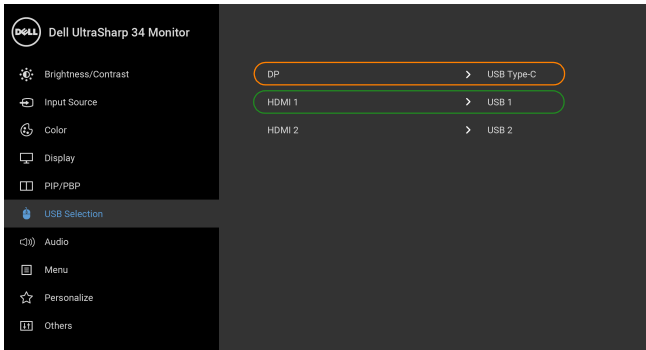 DELL Dell UltraSharp 34 Monitor
Brightness/Contrast
Input Source
Color
Display
PIP/PBP
USB Selection
Audio
Menu
Personalize
Others
DP > USB Type-C
HDMI 1 > USB 1
HDMI 2 > USB 2